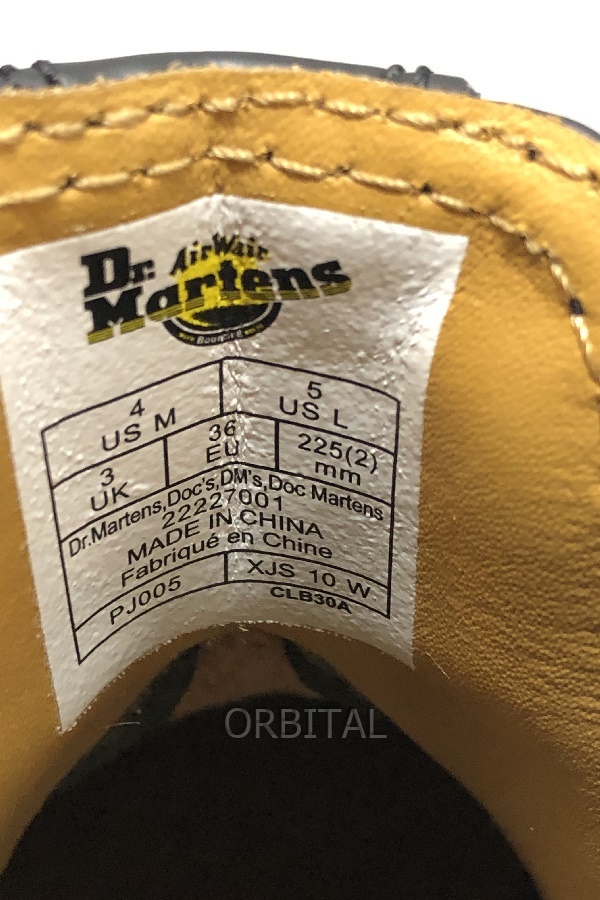 AirWair
Dr.
Martens
4
US M
5
US L
3
UK
36
EU
225(2)
mm
Dr.Martens,Doc's,DM's,Doc Martens
22227001
MADE IN CHINA
Fabriqué en Chine
PJ005
XJS 10 W
CLB30A
ORBITAL